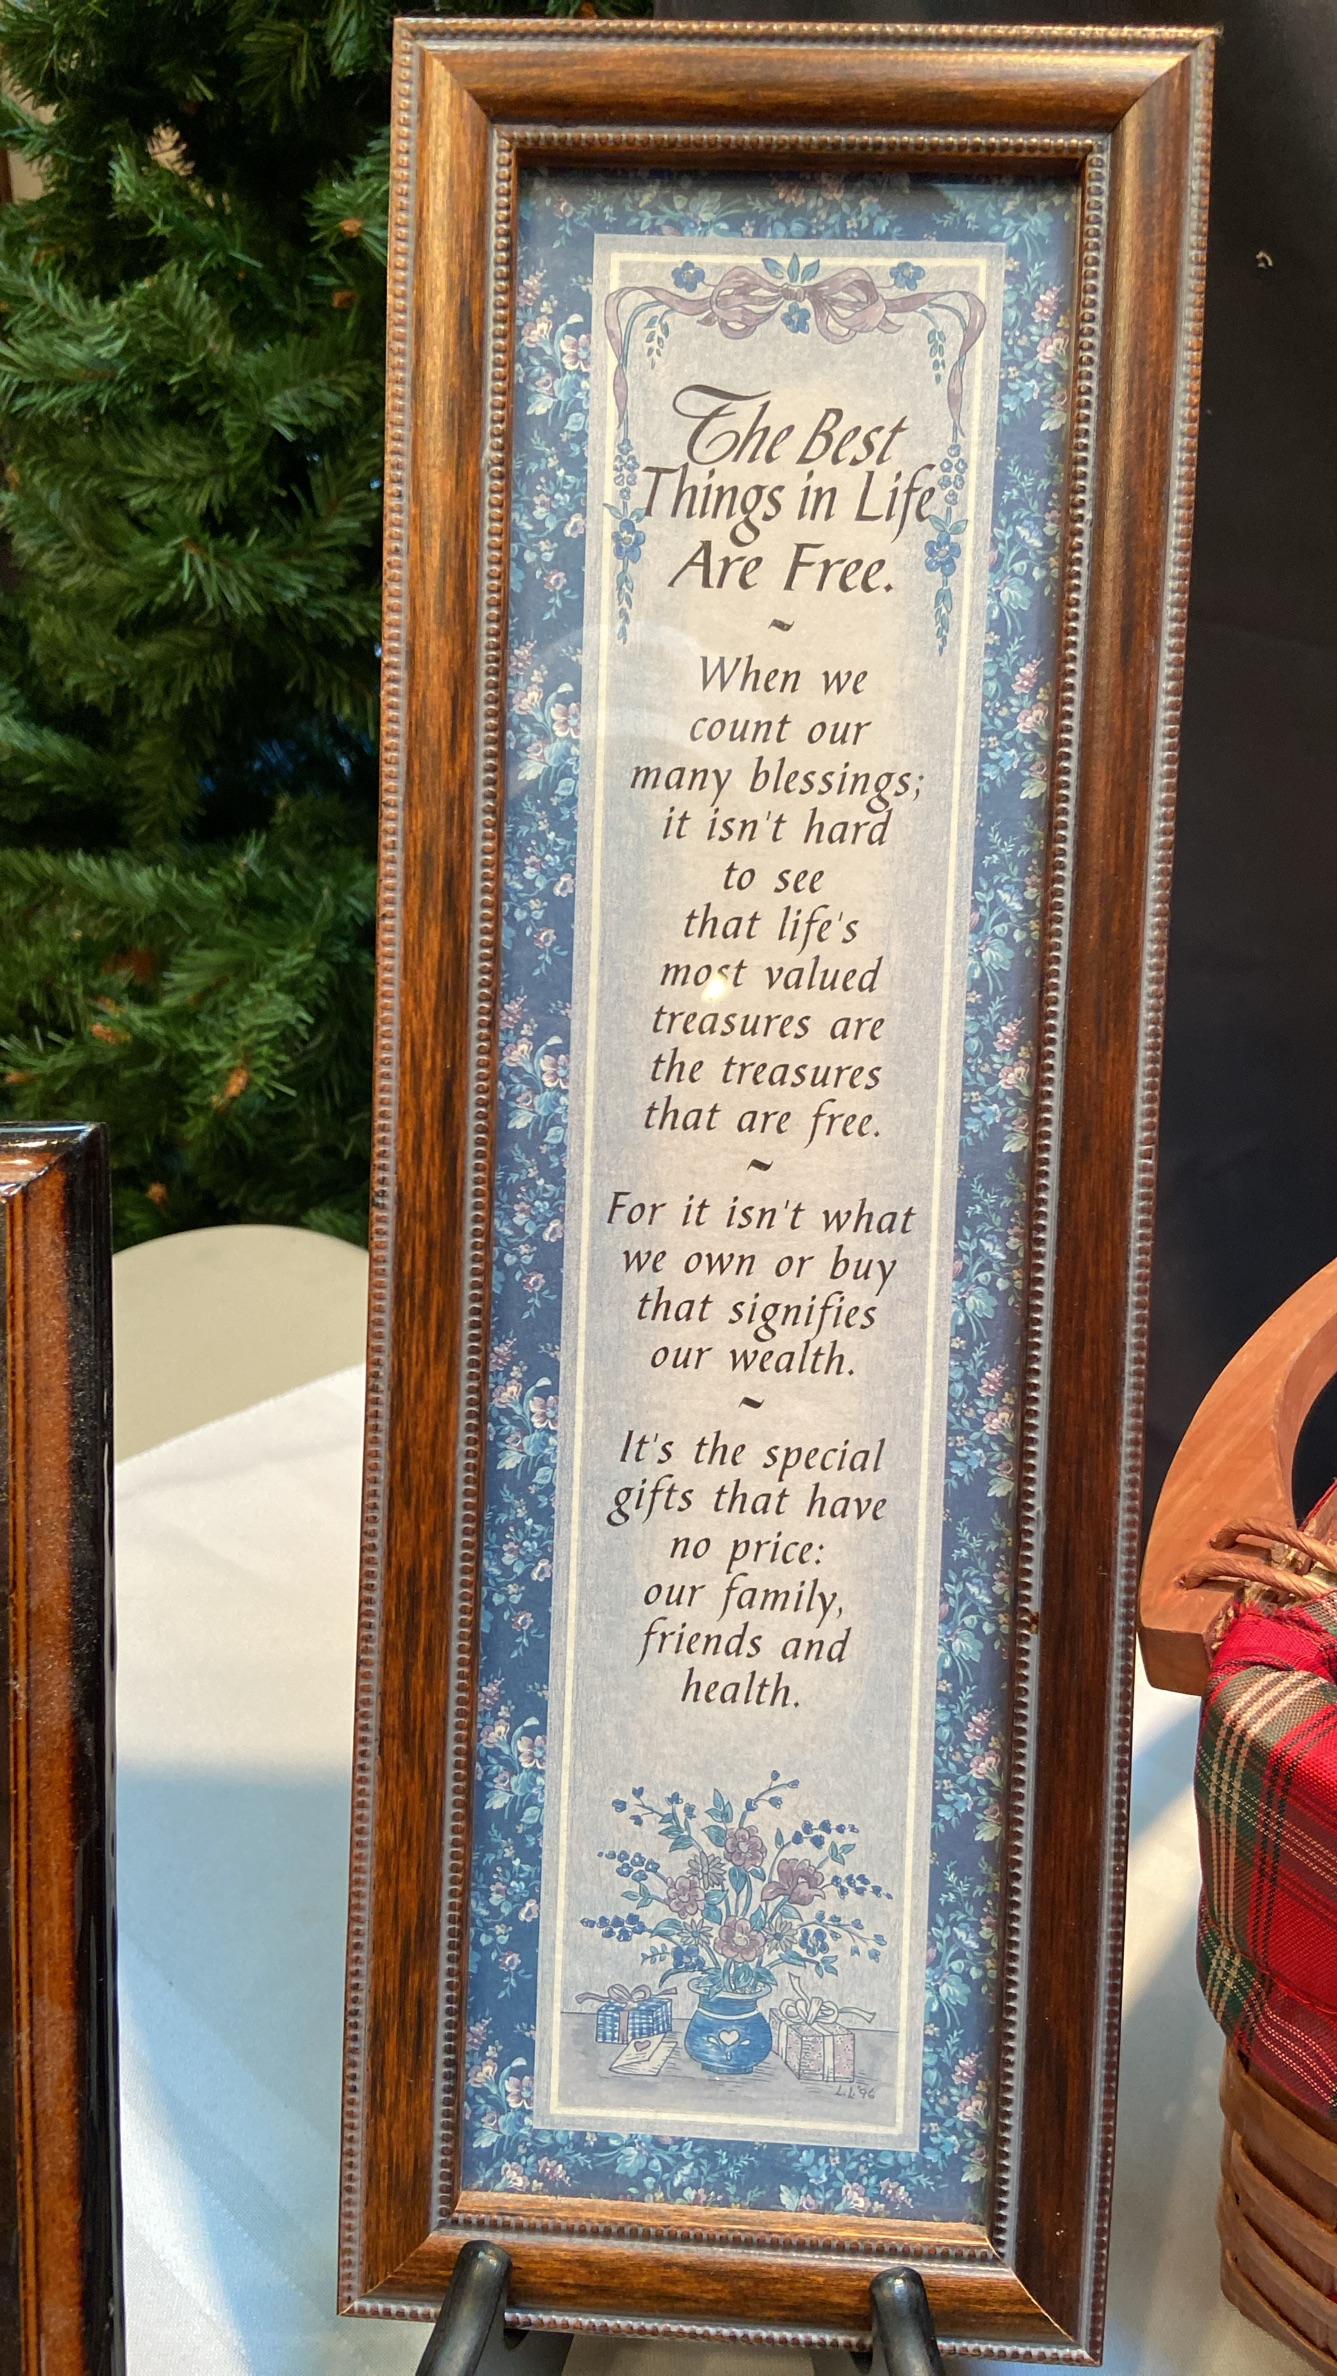 The Best
Things in Life
Are Free.
~
When we
count our
many blessings;
it isn't hard
to see
that life's
most valued
treasures are
the treasures
that are free.
~
For it isn't what
we own or buy
that signifies
our wealth.
~
It's the special
gifts that have
no price:
our family,
friends and
health.
L.L.'96